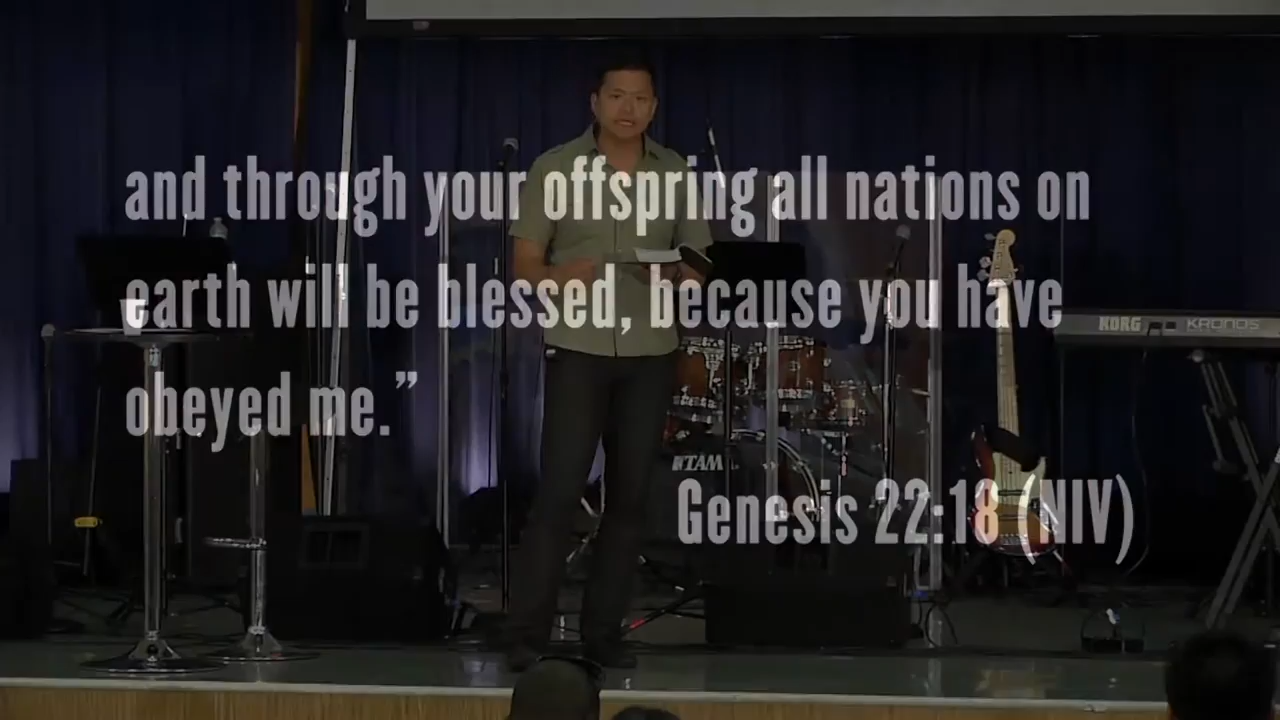 and through your offspring all nations on
earth will be blessed, because you have
obeyed me.”
Genesis 22:18 (NIV)
KORG KRONOS
TAM